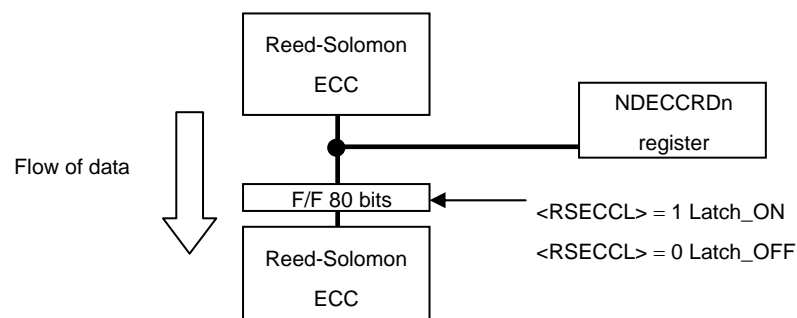 Reed-Solomon
ECC
NDECCRDn
register
Flow of data
F/F 80 bits
<RSECCL> = 1 Latch_ON
<RSECCL> = 0 Latch_OFF
Reed-Solomon
ECC